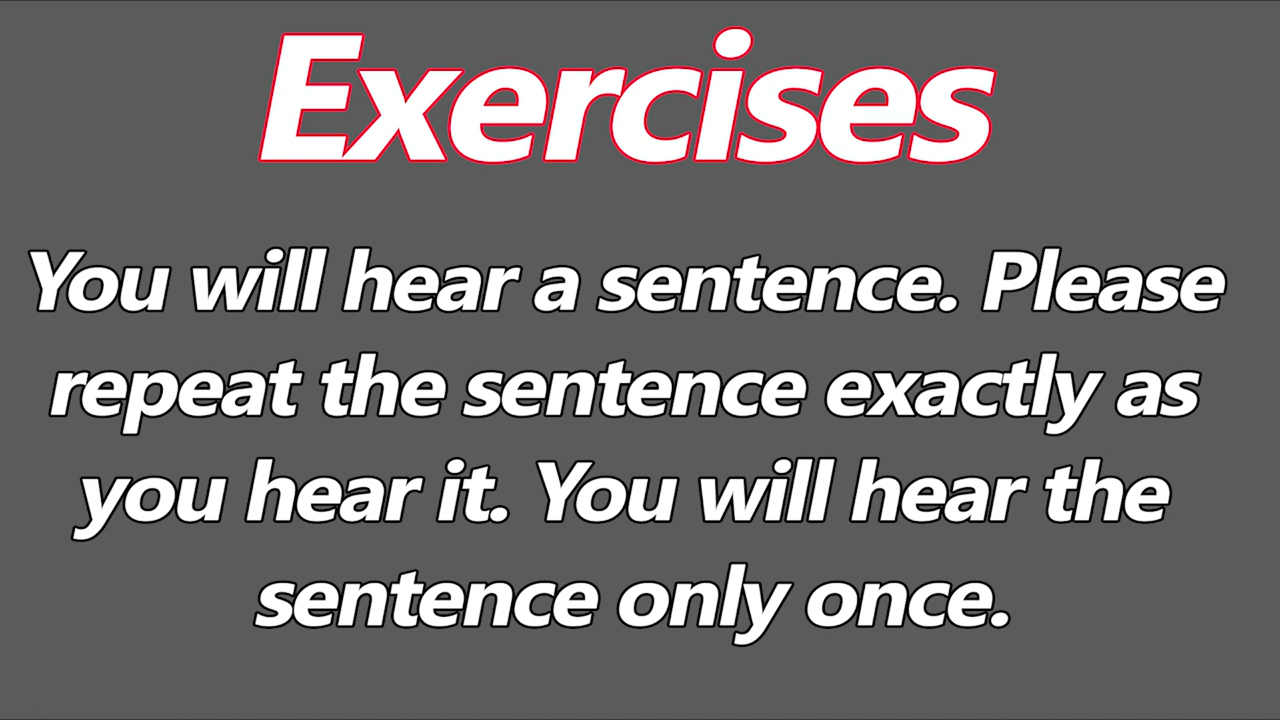 Exercises
You will hear a sentence. Please
repeat the sentence exactly as
you hear it. You will hear the
sentence only once.